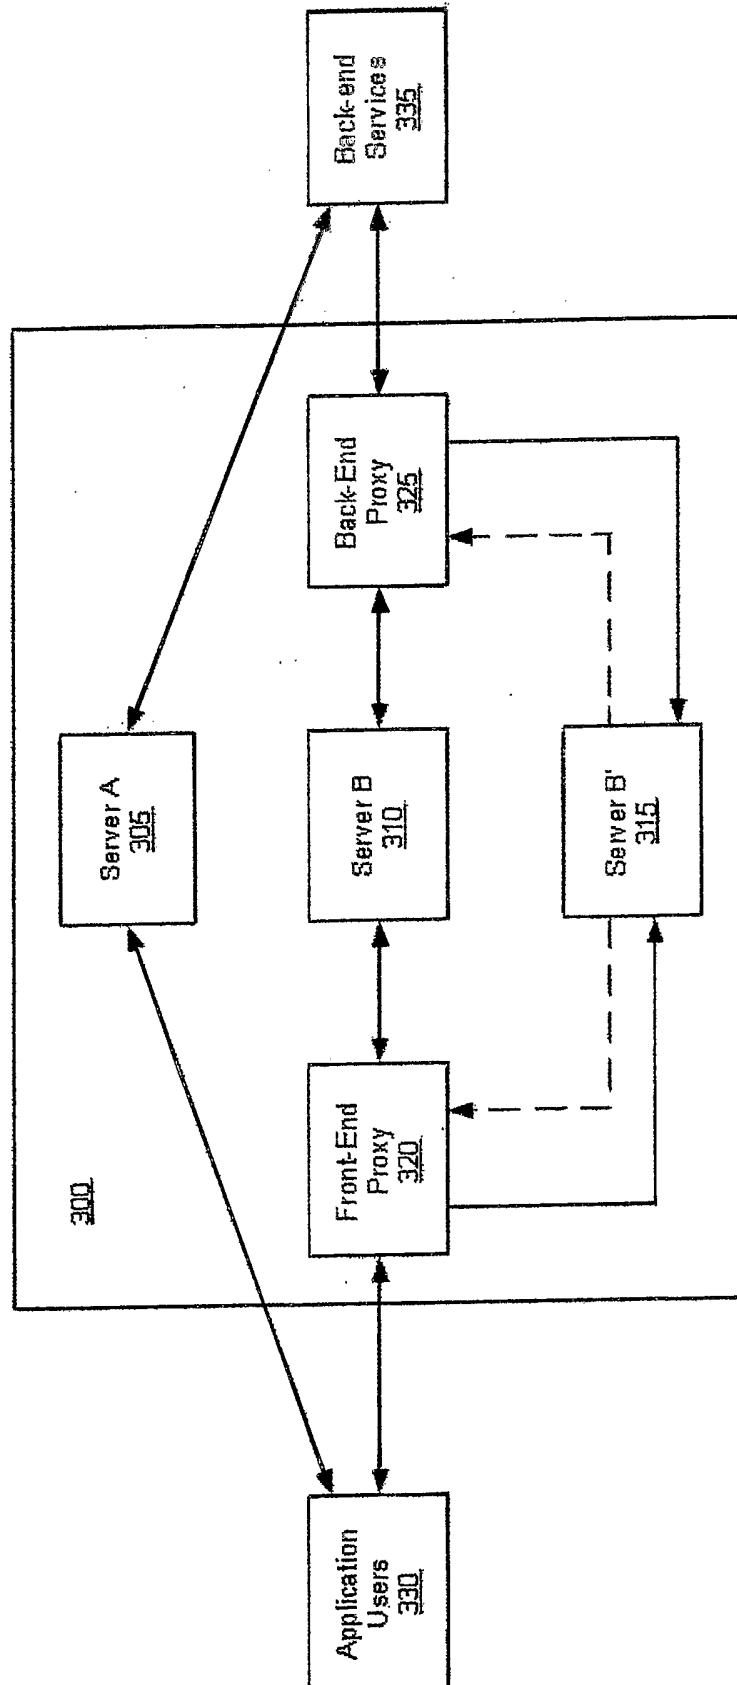 300
Server A
305
Application
Users
330
Front-End
Proxy
320
Server B
310
Back-End
Proxy
325
Back-end
Services
335
Server B'
315